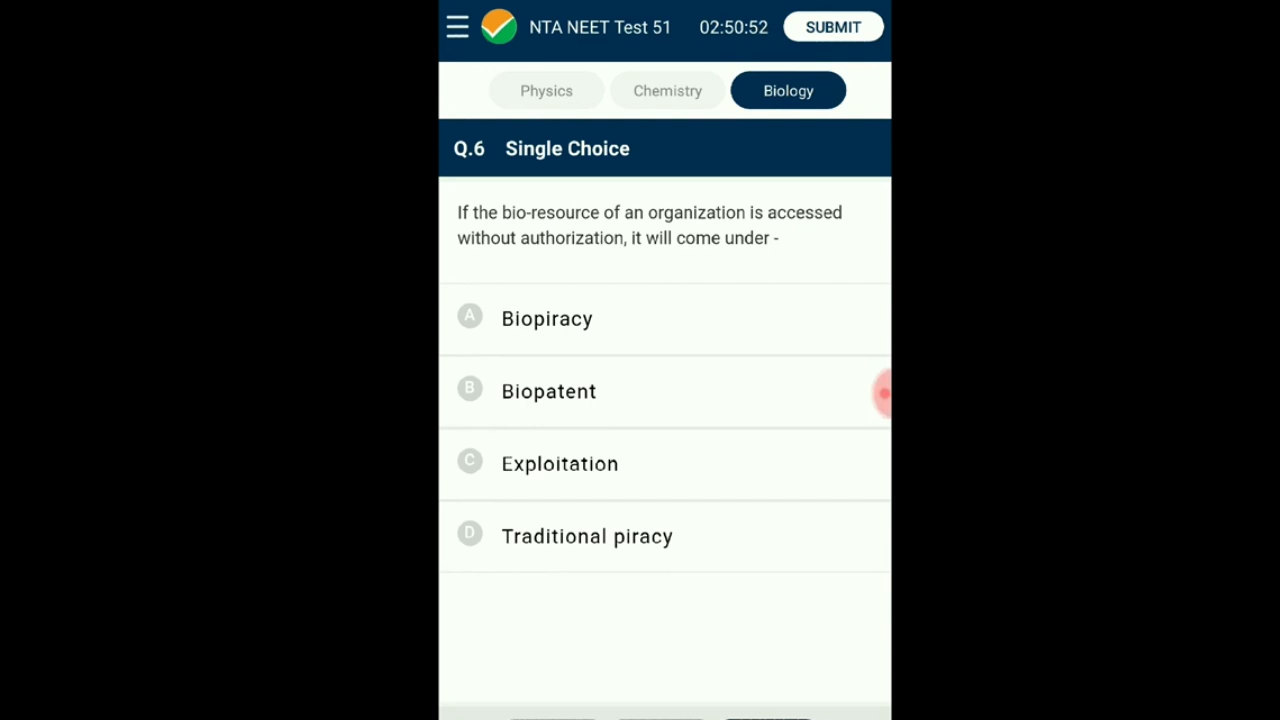 NTA NEET Test 51 02:50:52 SUBMIT
Physics Chemistry Biology
Q.6 Single Choice
If the bio-resource of an organization is accessed
without authorization, it will come under -
A Biopiracy
B Biopatent
C Exploitation
D Traditional piracy